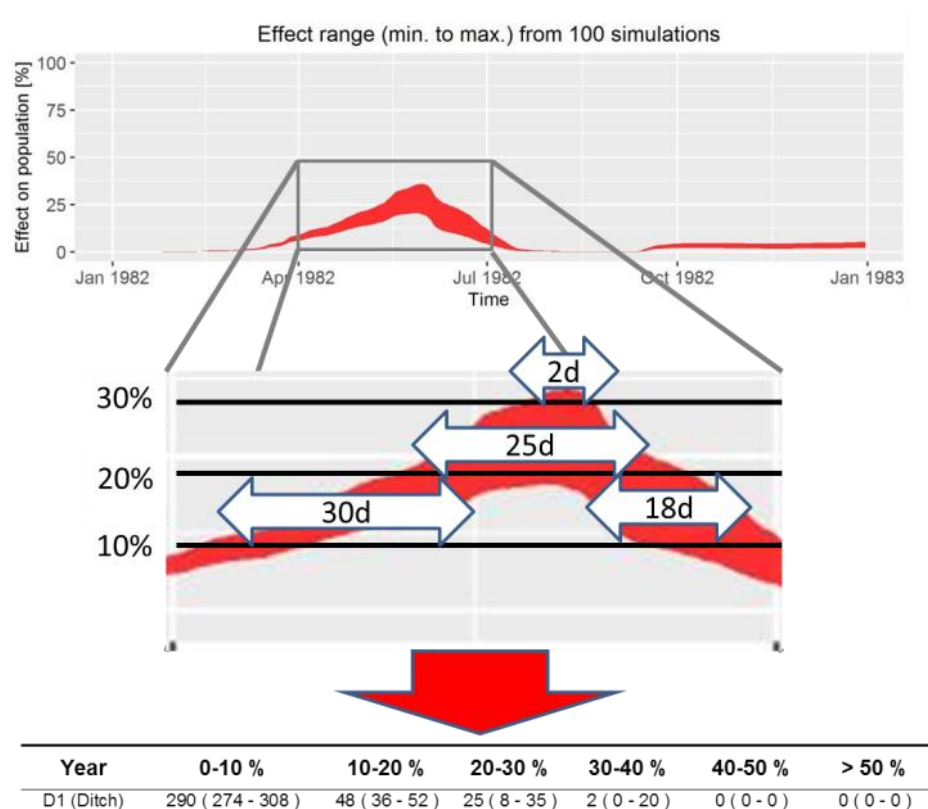 Effect range (min. to max.) from 100 simulations
Effect on population [%]
100
75
50
25
0
Jan 1982 Apr 1982 Jul 1982 Oct 1982 Jan 1983
Time
30%
20%
10%
2d
25d
30d
18d
Year 0-10 % 10-20 % 20-30 % 30-40 % 40-50 % > 50 %
D1 (Ditch) 290 ( 274 - 308 ) 48 ( 36 - 52 ) 25 ( 8 - 35 ) 2 ( 0 - 20 ) 0 ( 0 - 0 ) 0 ( 0 - 0 )